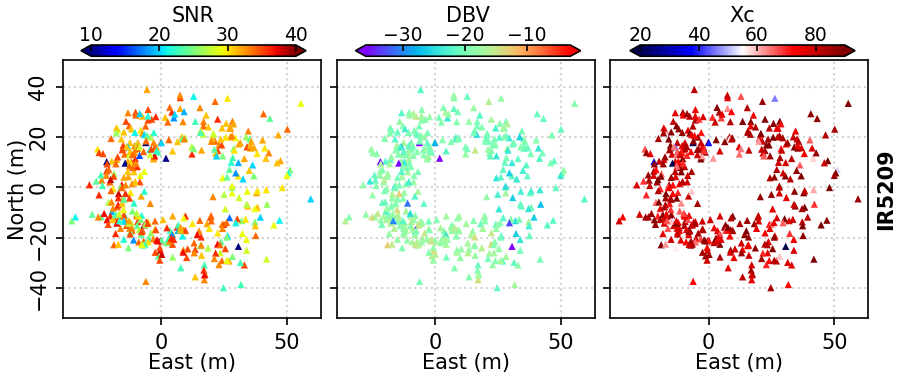 SNR
10 20 30 40
DBV
−30 −20 −10
Xc
20 40 60 80
North (m)
40
20
0
−20
−40
0 50
East (m)
0 50
East (m)
0 50
East (m)
IR5209